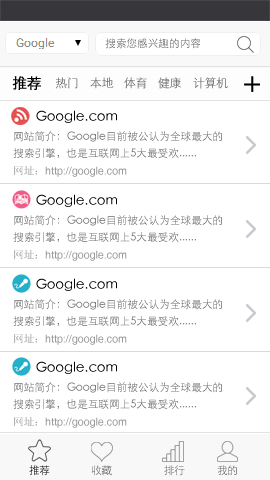 Google ▼ 搜索您感兴趣的内容
推荐 热门 本地 体育 健康 计算机
Google.com
网站简介：Google目前被公认为全球最大的
搜索引擎，也是互联网上5大最受欢......
网址：http://google.com
Google.com
网站简介：Google目前被公认为全球最大的
搜索引擎，也是互联网上5大最受欢......
网址：http://google.com
Google.com
网站简介：Google目前被公认为全球最大的
搜索引擎，也是互联网上5大最受欢......
网址：http://google.com
Google.com
网站简介：Google目前被公认为全球最大的
搜索引擎，也是互联网上5大最受欢......
网址：http://google.com
推荐 收藏 排行 我的